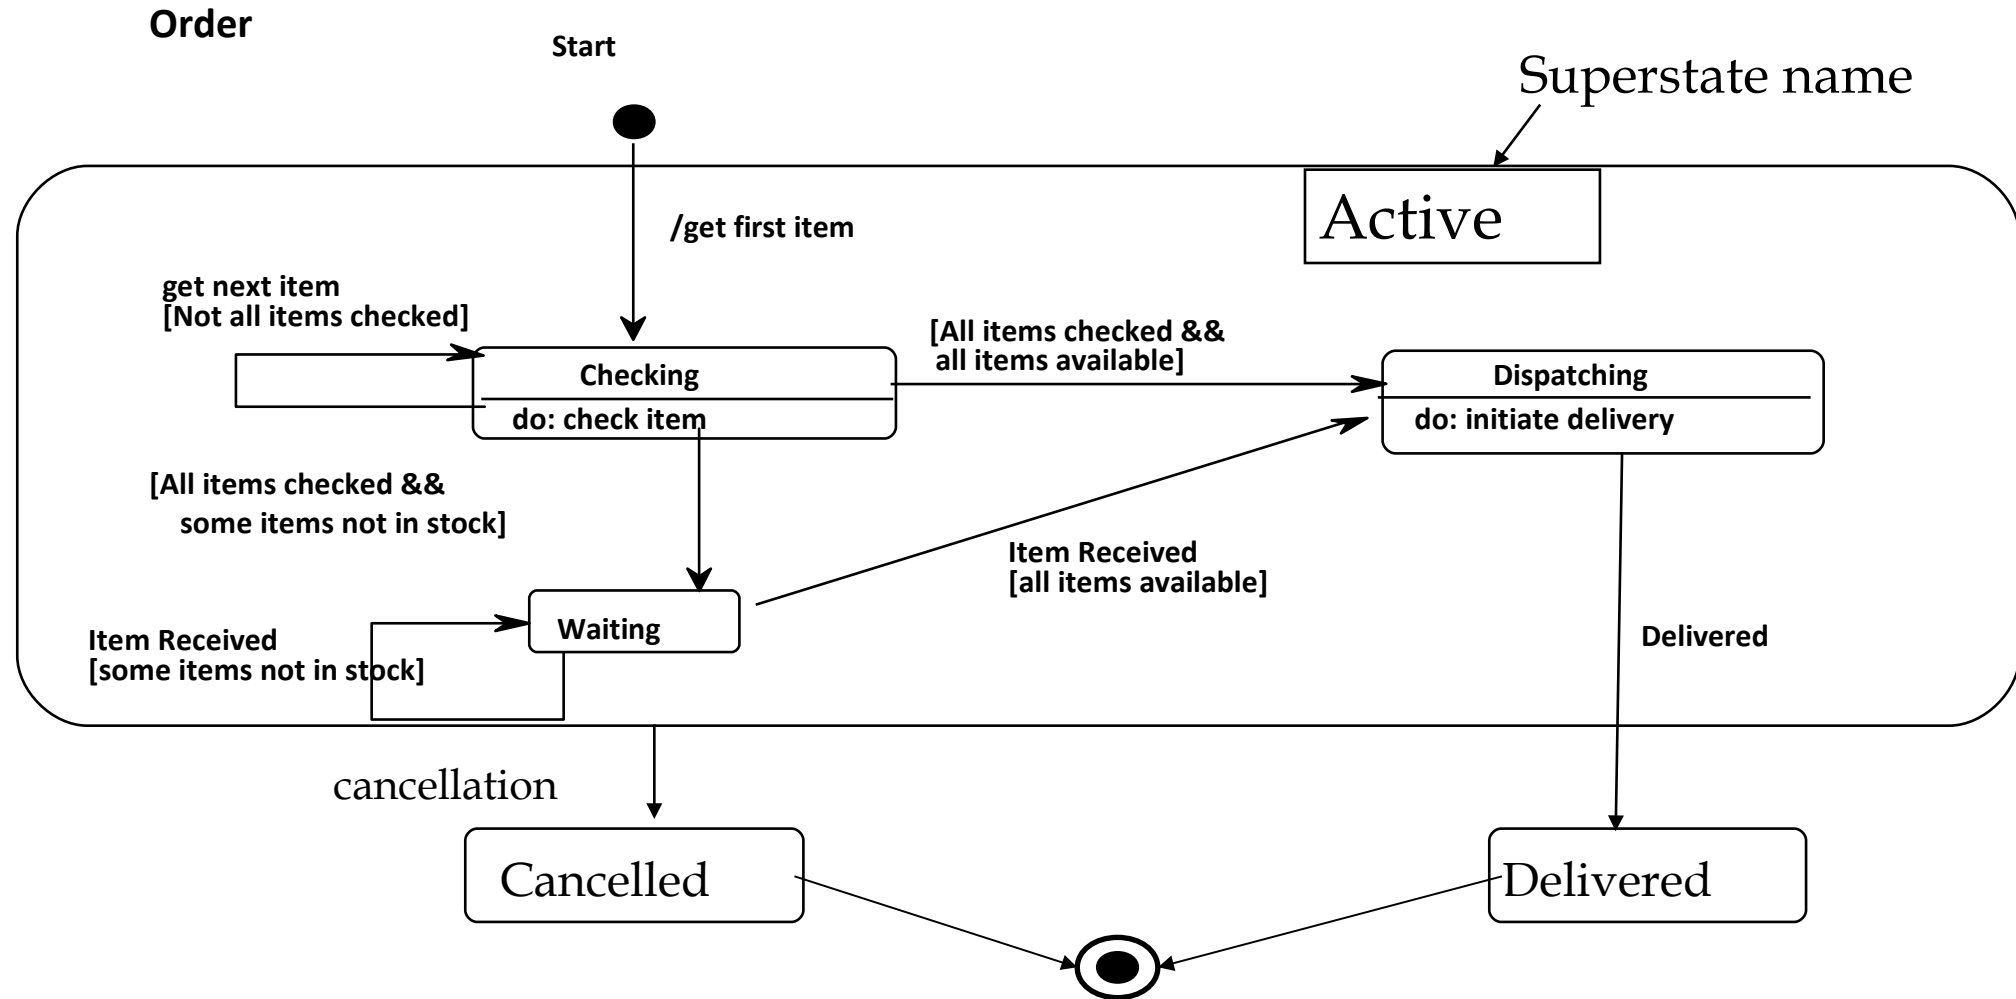 Order
Start
Superstate name
Active
/get first item
get next item
[Not all items checked]
[All items checked &&
all items available]
Checking
do: check item
Dispatching
do: initiate delivery
[All items checked &&
some items not in stock]
Item Received
[all items available]
Waiting
Item Received
[some items not in stock]
Delivered
cancellation
Cancelled
Delivered